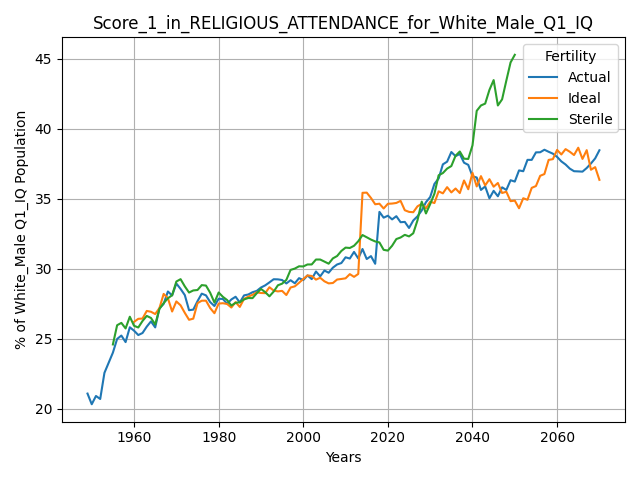 Score_1_in_RELIGIOUS_ATTENDANCE_for_White_Male_Q1_IQ
Fertility
Actual
Ideal
Sterile
% of White_Male Q1_IQ Population
45
40
35
30
25
20
1960 1980 2000 2020 2040 2060
Years